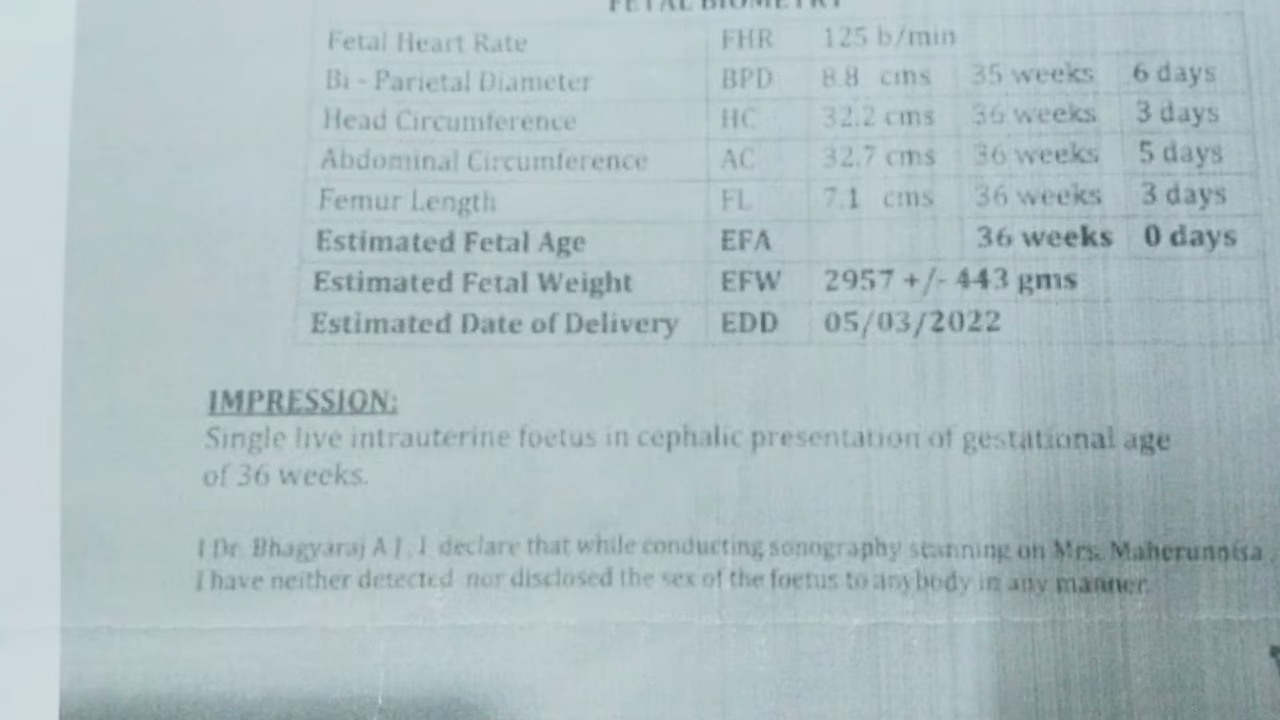 FETAL BIOMETRY
Fetal Heart Rate FHR 125 b/min
Bi - Parietal Diameter BPD 8.8 cms 35 weeks 6 days
Head Circumference HC 32.2 cms 36 weeks 3 days
Abdominal Circumference AC 32.7 cms 36 weeks 5 days
Femur Length FL 7.1 cms 36 weeks 3 days
Estimated Fetal Age EFA 36 weeks 0 days
Estimated Fetal Weight EFW 2957 +/- 443 gms
Estimated Date of Delivery EDD 05/03/2022
IMPRESSION:
Single live intrauterine foetus in cephalic presentation of gestational age
of 36 weeks.
I Dr. Bhagyaraj A J, I declare that while conducting sonography scanning on Mrs. Maherunnisa
I have neither detected nor disclosed the sex of the foetus to anybody in any manner.